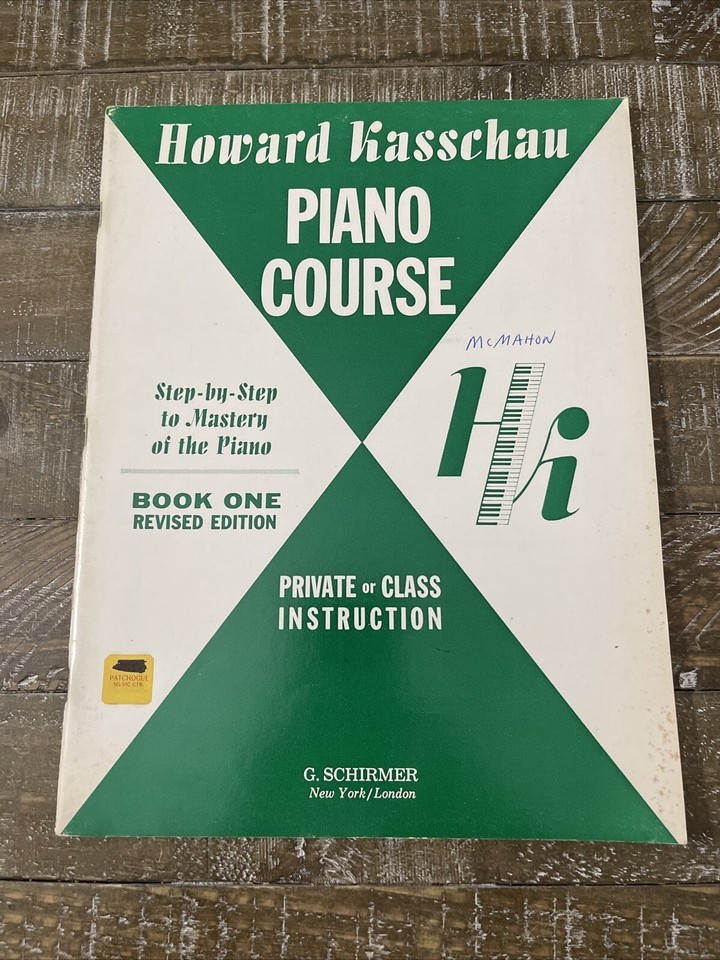 Howard Kasschau
PIANO
COURSE
McMAHON
Step-by-Step
to Mastery
of the Piano
BOOK ONE
REVISED EDITION
HK
PRIVATE or CLASS
INSTRUCTION
PATCHOGUE
MUSIC CTR.
G. SCHIRMER
New York/London